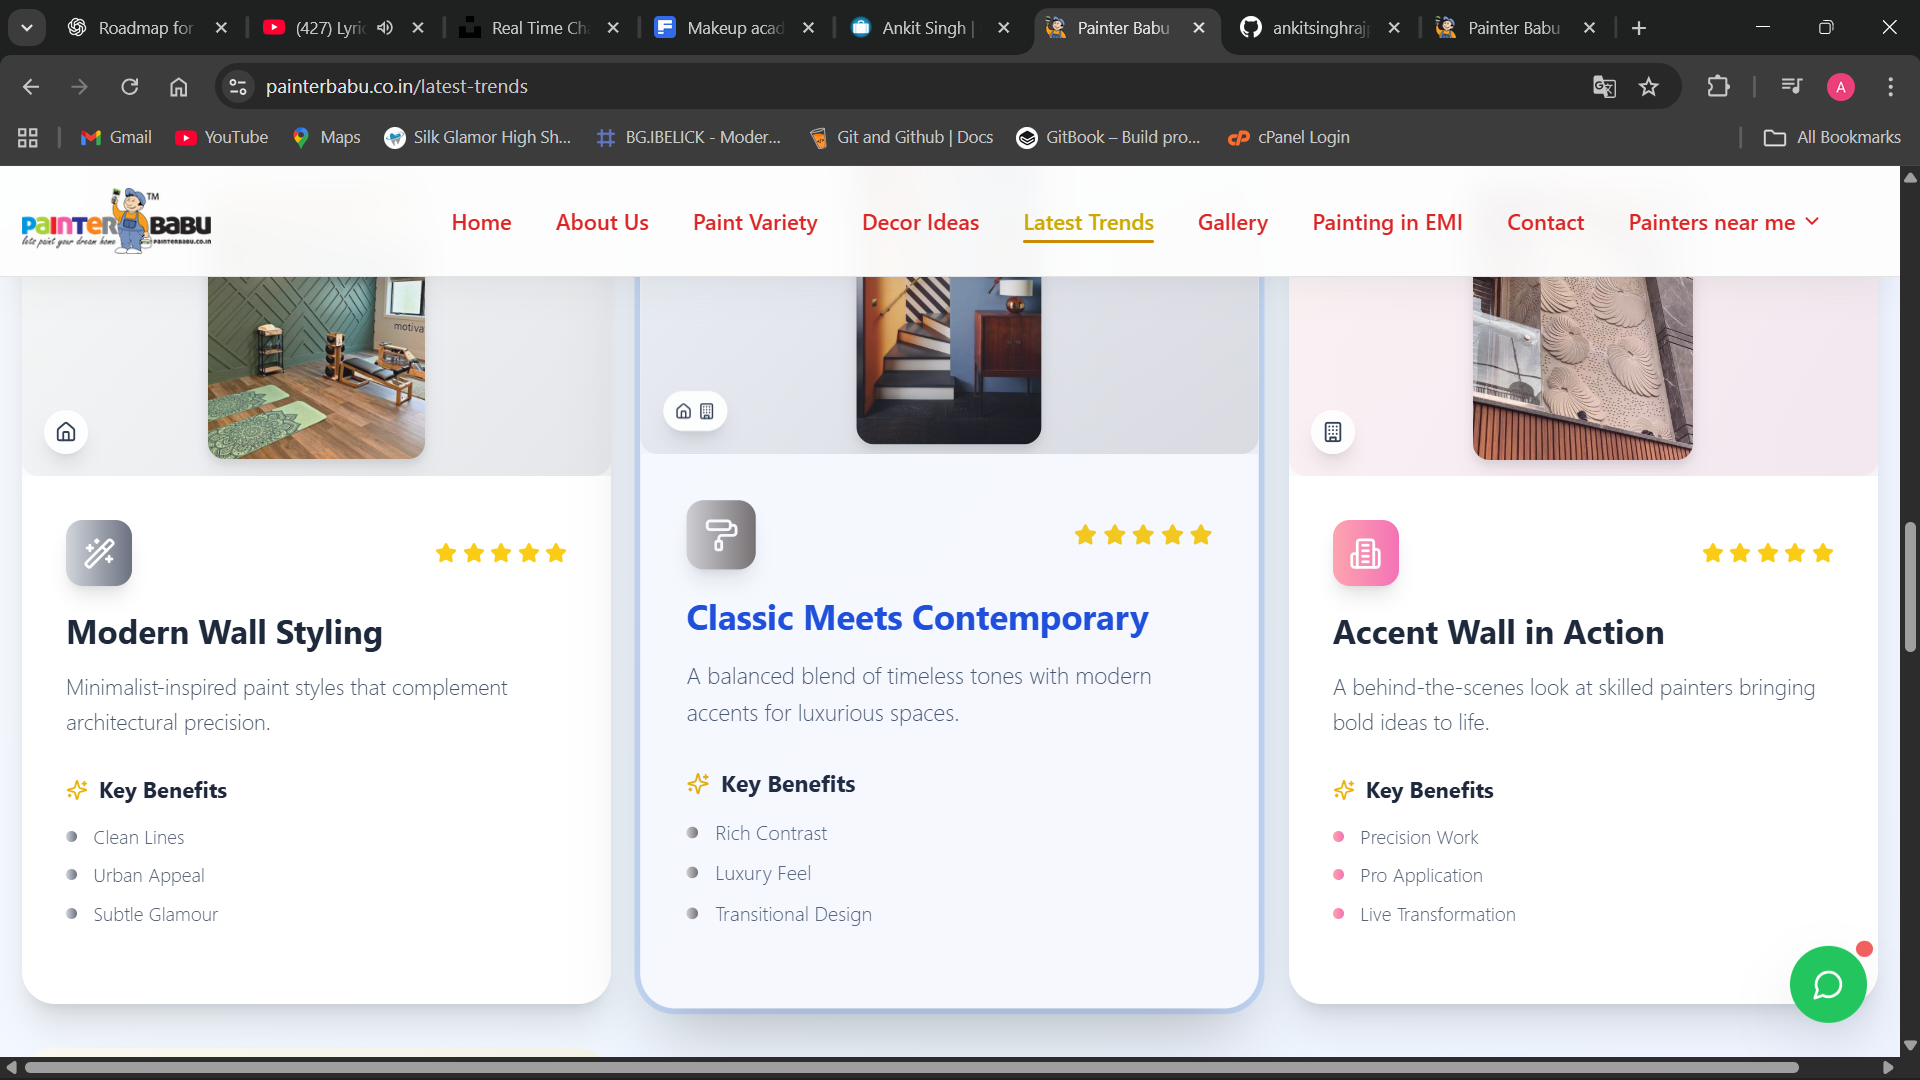 Roadmap for
(427) Lyri
Real Time Ch
Makeup acad
Ankit Singh |
Painter Babu
ankitsinghraj
Painter Babu
painterbabu.co.in/latest-trends
A
Gmail
YouTube
Maps
Silk Glamor High Sh...
BG.IBELICK - Moder...
Git and Github | Docs
GitBook – Build pro...
cPanel Login
All Bookmarks
PAINTER BABU TM
lets paint your dream home
PAINTERBABU.CO.IN
Home
About Us
Paint Variety
Decor Ideas
Latest Trends
Gallery
Painting in EMI
Contact
Painters near me
motiva
Modern Wall Styling
Minimalist-inspired paint styles that complement
architectural precision.
Key Benefits
Clean Lines
Urban Appeal
Subtle Glamour
Classic Meets Contemporary
A balanced blend of timeless tones with modern
accents for luxurious spaces.
Key Benefits
Rich Contrast
Luxury Feel
Transitional Design
Accent Wall in Action
A behind-the-scenes look at skilled painters bringing
bold ideas to life.
Key Benefits
Precision Work
Pro Application
Live Transformation